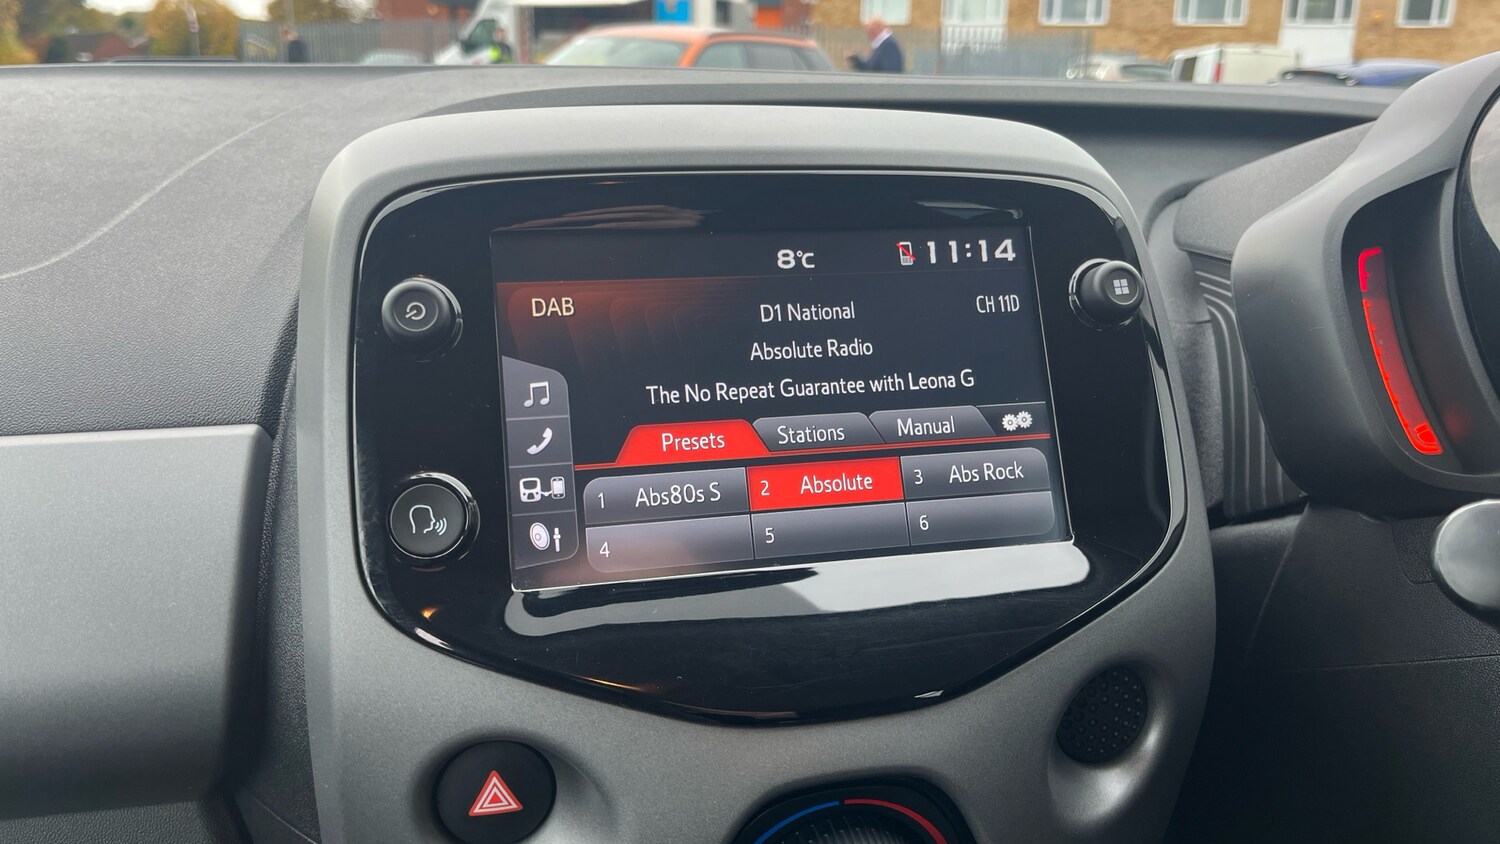 8°C 11:14
DAB D1 National CH 11D
Absolute Radio
The No Repeat Guarantee with Leona G
Presets Stations Manual
1 Abs80s S 2 Absolute 3 Abs Rock
4 5 6